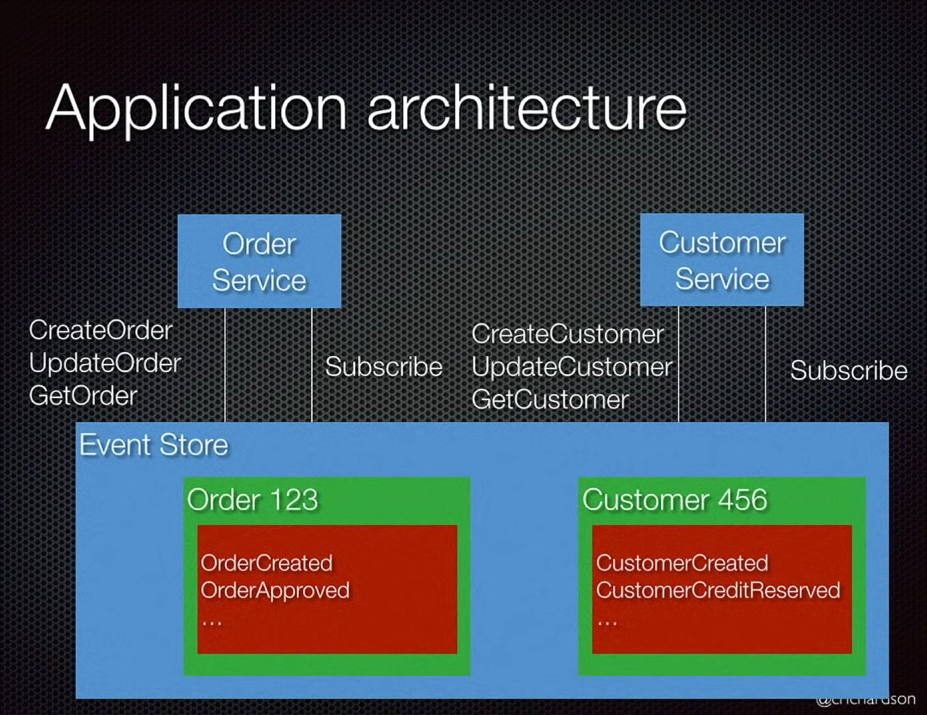 Application architecture
Order
Service
Customer
Service
CreateOrder
UpdateOrder
GetOrder
Subscribe
CreateCustomer
UpdateCustomer
GetCustomer
Subscribe
Event Store
Order 123
OrderCreated
OrderApproved
...
Customer 456
CustomerCreated
CustomerCreditReserved
...
@crichardson